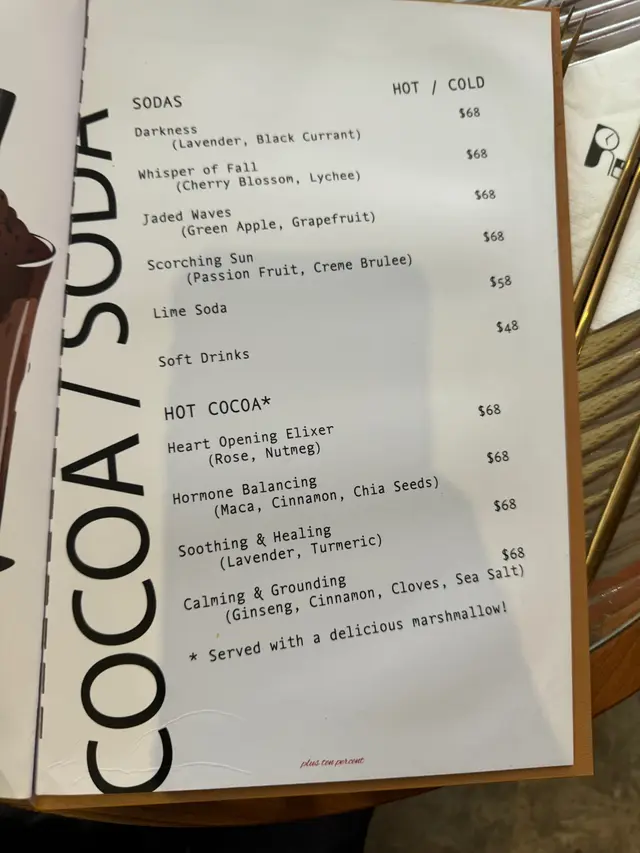 COCOA / SODA
SODAS HOT / COLD
Darkness $68
(Lavender, Black Currant)
Whisper of Fall $68
(Cherry Blossom, Lychee)
Jaded Waves $68
(Green Apple, Grapefruit)
Scorching Sun $68
(Passion Fruit, Creme Brulee)
Lime Soda $58
Soft Drinks $48
HOT COCOA*
Heart Opening Elixer $68
(Rose, Nutmeg)
Hormone Balancing $68
(Maca, Cinnamon, Chia Seeds)
Soothing & Healing $68
(Lavender, Turmeric)
Calming & Grounding $68
(Ginseng, Cinnamon, Cloves, Sea Salt)
* Served with a delicious marshmallow!
plus ten percent